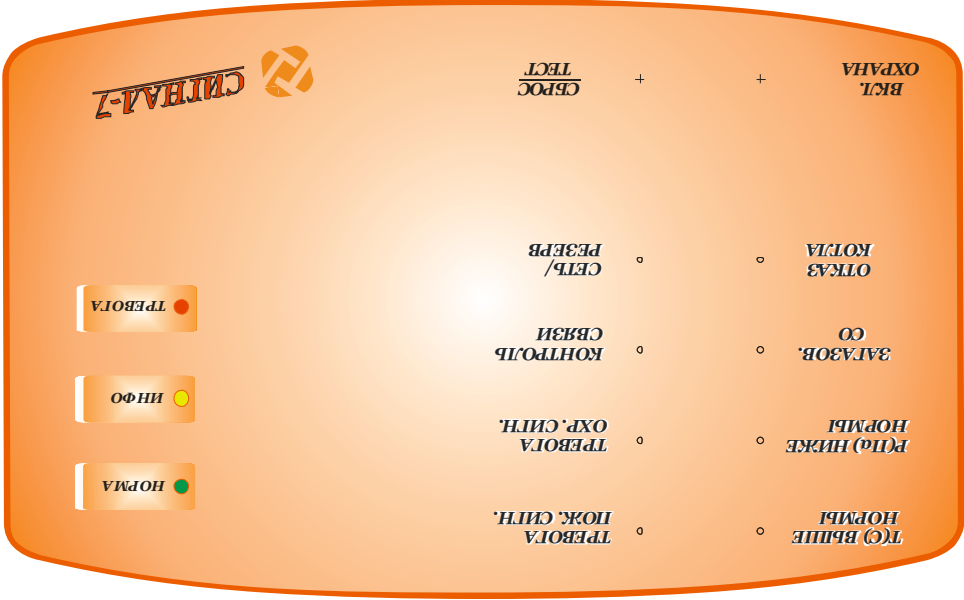 Т(С) ВЫШЕ
НОРМЫ
ТРЕВОГА
ПОЖ. СИГН.
НОРМА
Р(Па) НИЖЕ
НОРМЫ
ТРЕВОГА
ОХР. СИГН.
ИНФО
ЗАГАЗОВ.
СО
КОНТРОЛЬ
СВЯЗИ
ТРЕВОГА
ОТКАЗ
КОТЛА
СЕТЬ/
РЕЗЕРВ
ВКЛ.
ОХРАНА
СБРОС
ТЕСТ
СИГНАЛ-7